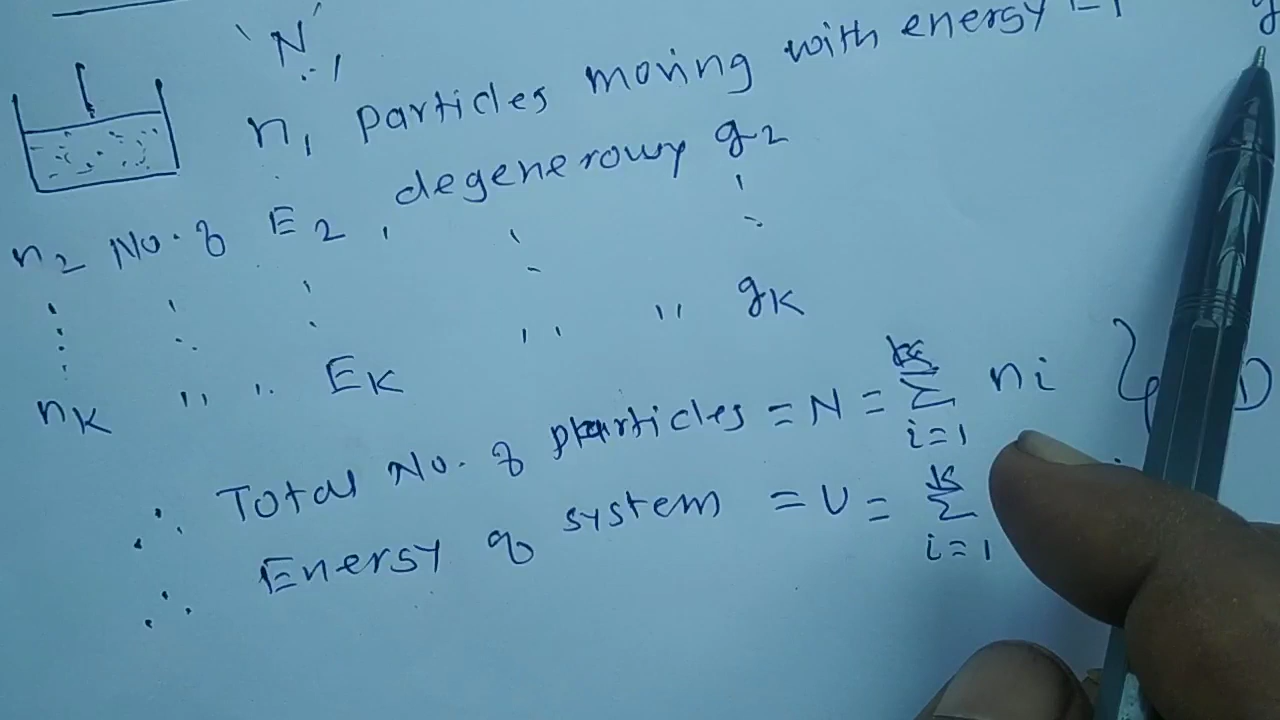 'N'
n1 particles moving with energy
n2 No. of E2, degenerowy g2
nK " " EK " " gK
∴ Total No. of particles = N = K Σ i=1 ni
∴ Energy of system = U = K Σ i=1